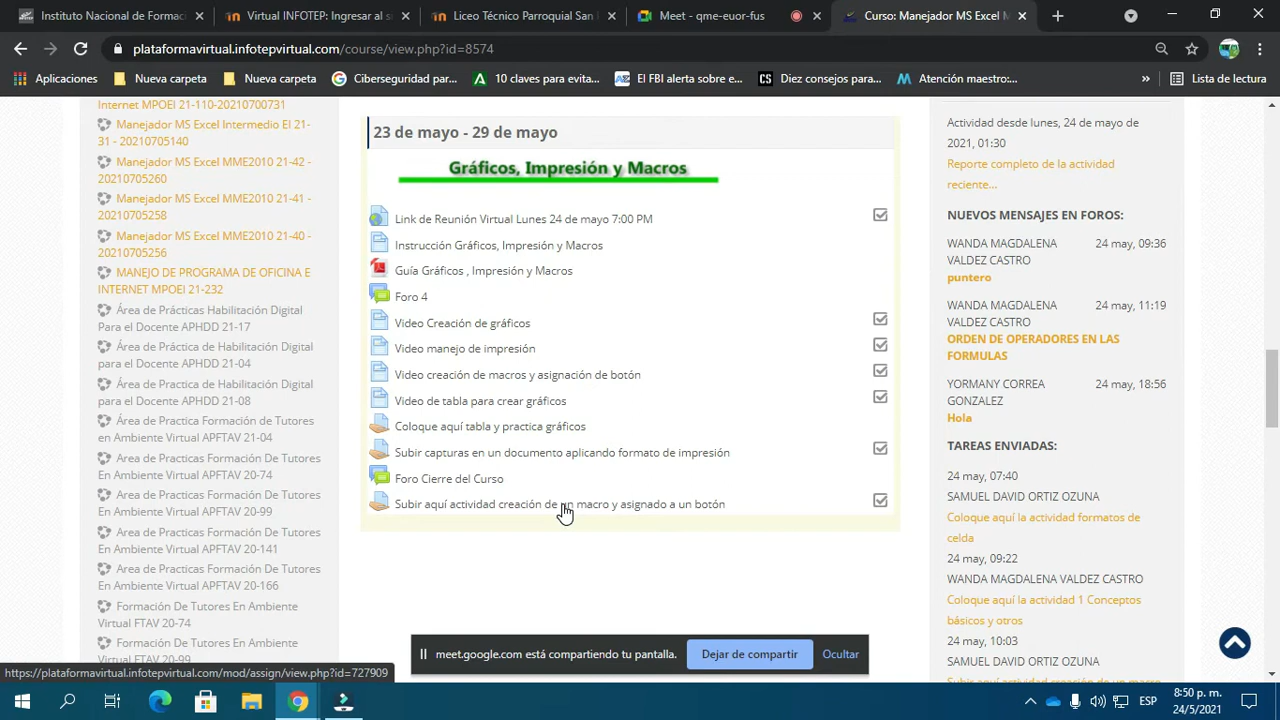 Instituto Nacional de Formaci
Virtual INFOTEP: Ingresar al si
Liceo Técnico Parroquial San
Meet - qme-euor-fus
Curso: Manejador MS Excel M
plataformavirtual.infotepvirtual.com/course/view.php?id=8574
Aplicaciones
Nueva carpeta
Nueva carpeta
Ciberseguridad par...
10 claves para evita...
El FBI alerta sobre e...
Diez consejos para...
Atención maestro:...
»
Lista de lectura
Internet MPOEI 21-110-20210700731
Manejador MS Excel Intermedio EI 21-
31 - 20210705140
Manejador MS Excel MME2010 21-42 -
20210705260
Manejador MS Excel MME2010 21-41 -
20210705258
Manejador MS Excel MME2010 21-40 -
20210705256
MANEJO DE PROGRAMA DE OFICINA E
INTERNET MPOEI 21-232
Área de Prácticas Habilitación Digital
Para el Docente APHDD 21-17
Área de Práctica de Habilitación Digital
Para el Docente APHDD 21-04
Área de Practica de Habilitación Digital
Para el Docente APHDD 21-08
Área de Practica Formación de Tutores
en Ambiente Virtual APFTAV 21-04
Area de Practicas Formación De Tutores
En Ambiente Virtual APFTAV 20-74
Area de Practicas Formación De Tutores
En Ambiente Virtual APFTAV 20-99
Area de Practicas Formación De Tutores
En Ambiente Virtual APFTAV 20-141
Area de Practicas Formación De Tutores
En Ambiente Virtual APFTAV 20-166
Formación De Tutores En Ambiente
Virtual FTAV 20-74
Formación De Tutores En Ambiente
Virtual FTAV 20-99
23 de mayo - 29 de mayo
Gráficos, Impresión y Macros
Link de Reunión Virtual Lunes 24 de mayo 7:00 PM
Instrucción Gráficos, Impresión y Macros
Guía Gráficos , Impresión y Macros
Foro 4
Video Creación de gráficos
Video manejo de impresión
Video creación de macros y asignación de botón
Video de tabla para crear gráficos
Coloque aquí tabla y practica gráficos
Subir capturas en un documento aplicando formato de impresión
Foro Cierre del Curso
Subir aquí actividad creación de un macro y asignado a un botón
Actividad desde lunes, 24 de mayo de
2021, 01:30
Reporte completo de la actividad
reciente...
NUEVOS MENSAJES EN FOROS:
WANDA MAGDALENA
VALDEZ CASTRO
24 may, 09:36
puntero
WANDA MAGDALENA
VALDEZ CASTRO
24 may, 11:19
ORDEN DE OPERADORES EN LAS
FORMULAS
YORMANY CORREA
GONZALEZ
24 may, 18:56
Hola
TAREAS ENVIADAS:
24 may, 07:40
SAMUEL DAVID ORTIZ OZUNA
Coloque aquí la actividad formatos de
celda
24 may, 09:22
WANDA MAGDALENA VALDEZ CASTRO
Coloque aquí la actividad 1 Conceptos
básicos y otros
24 may, 10:03
SAMUEL DAVID ORTIZ OZUNA
Subir aquí actividad creación de un macro
meet.google.com está compartiendo tu pantalla.
Dejar de compartir
Ocultar
https://plataformavirtual.infotepvirtual.com/mod/assign/view.php?id=727909
ESP
8:50 p. m.
24/5/2021